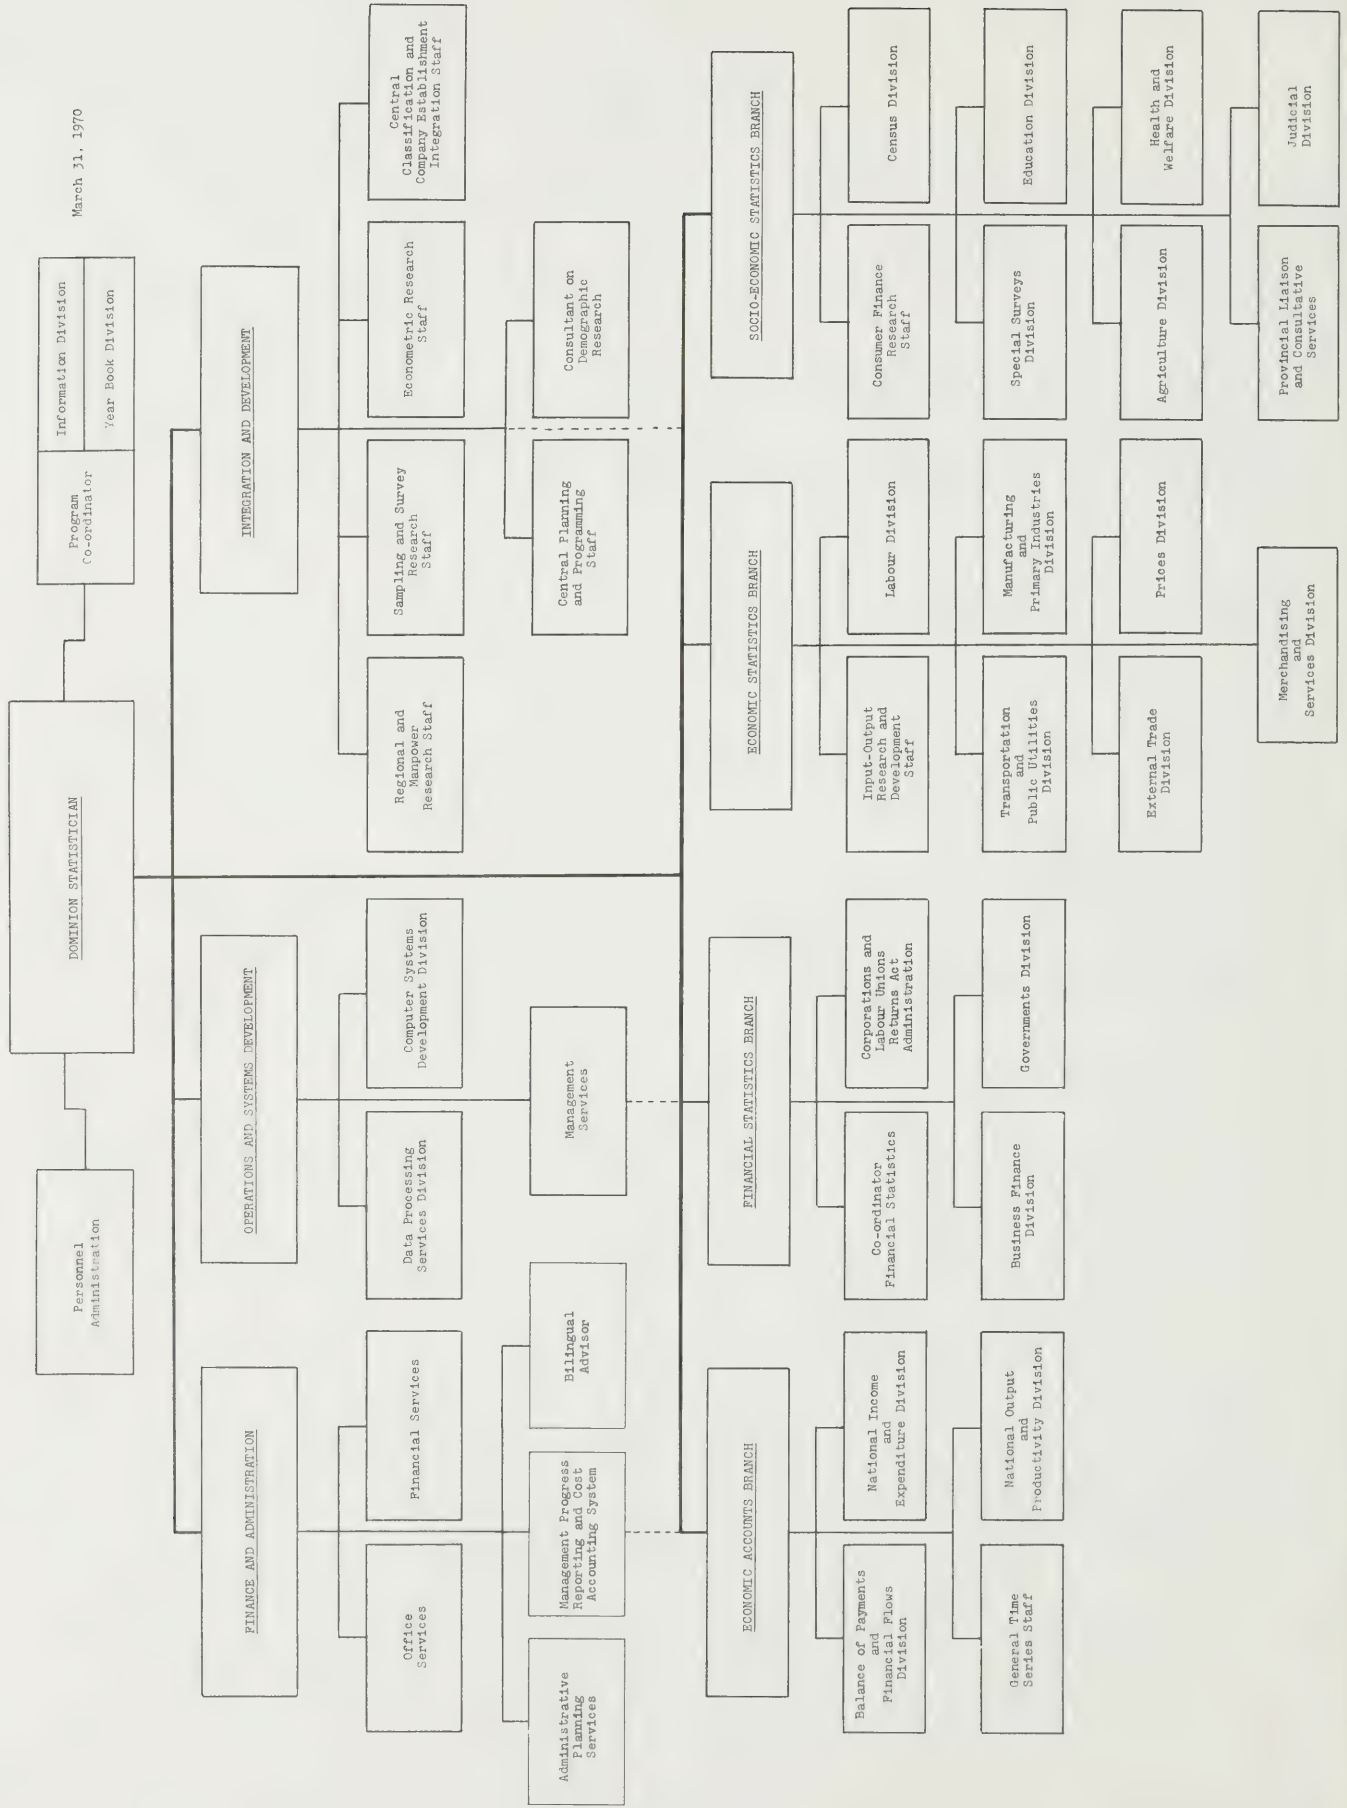 March 31, 1970
DOMINION STATISTICIAN
Personnel
Administration
Program
Co-ordinator
Information Division
Year Book Division
FINANCE AND ADMINISTRATION
OPERATIONS AND SYSTEMS DEVELOPMENT
INTEGRATION AND DEVELOPMENT
Office
Services
Financial Services
Administrative
Planning
Services
Management Progress
Reporting and Cost
Accounting System
Bilingual
Advisor
Data Processing
Services Division
Computer Systems
Development Division
Management
Services
Regional and
Manpower
Research Staff
Sampling and Survey
Research
Staff
Econometric Research
Staff
Central
Classification and
Company Establishment
Integration Staff
Central Planning
and Programming
Staff
Consultant on
Demographic
Research
ECONOMIC ACCOUNTS BRANCH
FINANCIAL STATISTICS BRANCH
ECONOMIC STATISTICS BRANCH
SOCIO-ECONOMIC STATISTICS BRANCH
Balance of Payments
and
Financial Flows
Division
National Income
and
Expenditure Division
General Time
Series Staff
National Output
and
Productivity Division
Co-ordinator
Financial Statistics
Corporations and
Labour Unions
Returns Act
Administration
Business Finance
Division
Governments Division
Input-Output
Research and
Development
Staff
Labour Division
Transportation
and
Public Utilities
Division
Manufacturing
and
Primary Industries
Division
External Trade
Division
Prices Division
Merchandising
and
Services Division
Consumer Finance
Research
Staff
Census Division
Special Surveys
Division
Education Division
Agriculture Division
Health and
Welfare Division
Provincial Liaison
and Consultative
Services
Judicial
Division